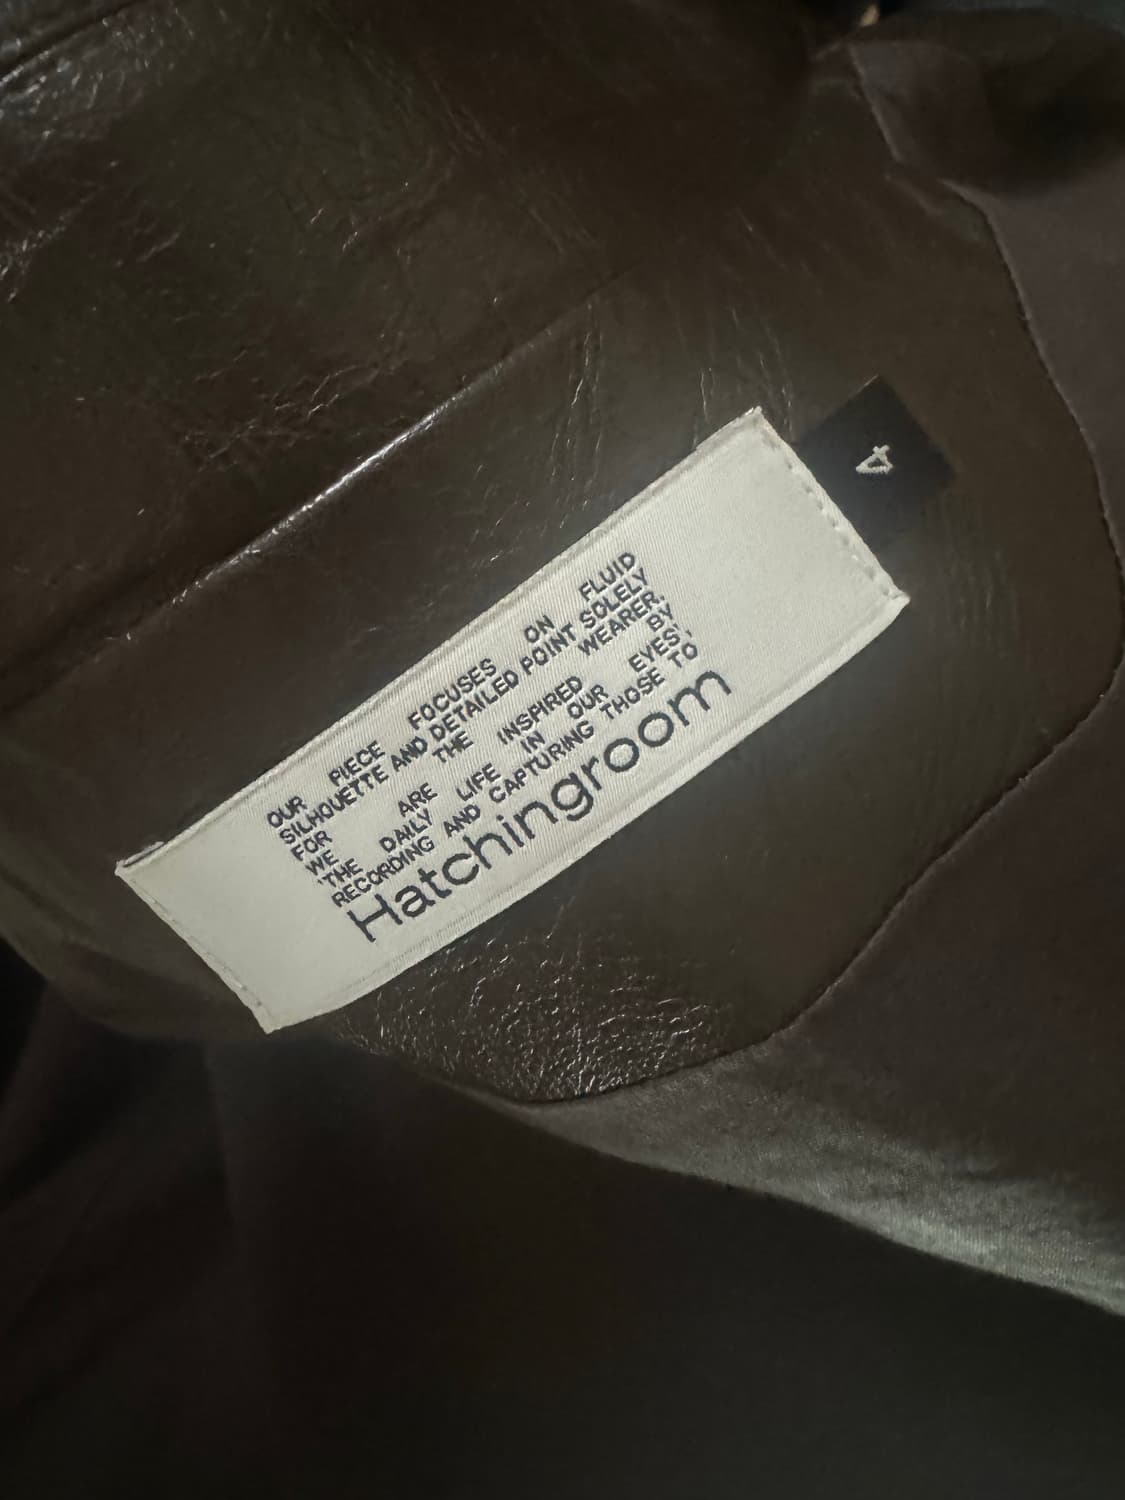 OUR PIECE FOCUSES ON FLUID
SILHOUETTE AND DETAILED POINT SOLELY
FOR THE WEARER.
WE ARE INSPIRED BY
'THE DAILY LIFE IN OUR EYES',
RECORDING AND CAPTURING THOSE TO
Hatchingroom
4